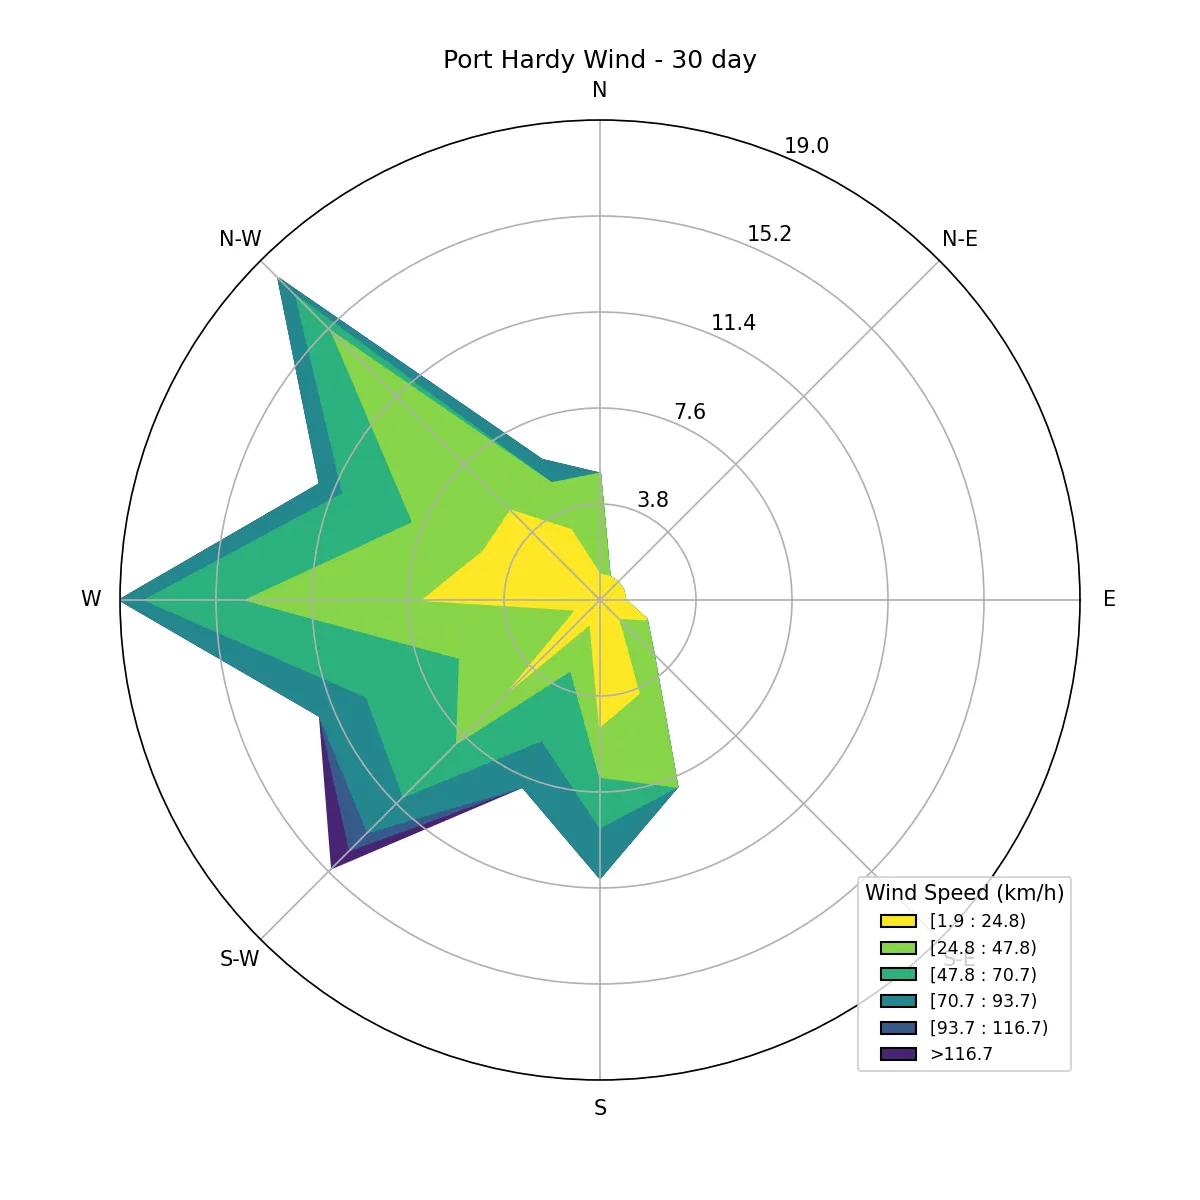 Port Hardy Wind - 30 day
N
19.0
N-W
N-E
15.2
11.4
7.6
3.8
W
E
S-W
S-E
S
Wind Speed (km/h)
[1.9 : 24.8)
[24.8 : 47.8)
[47.8 : 70.7)
[70.7 : 93.7)
[93.7 : 116.7)
>116.7